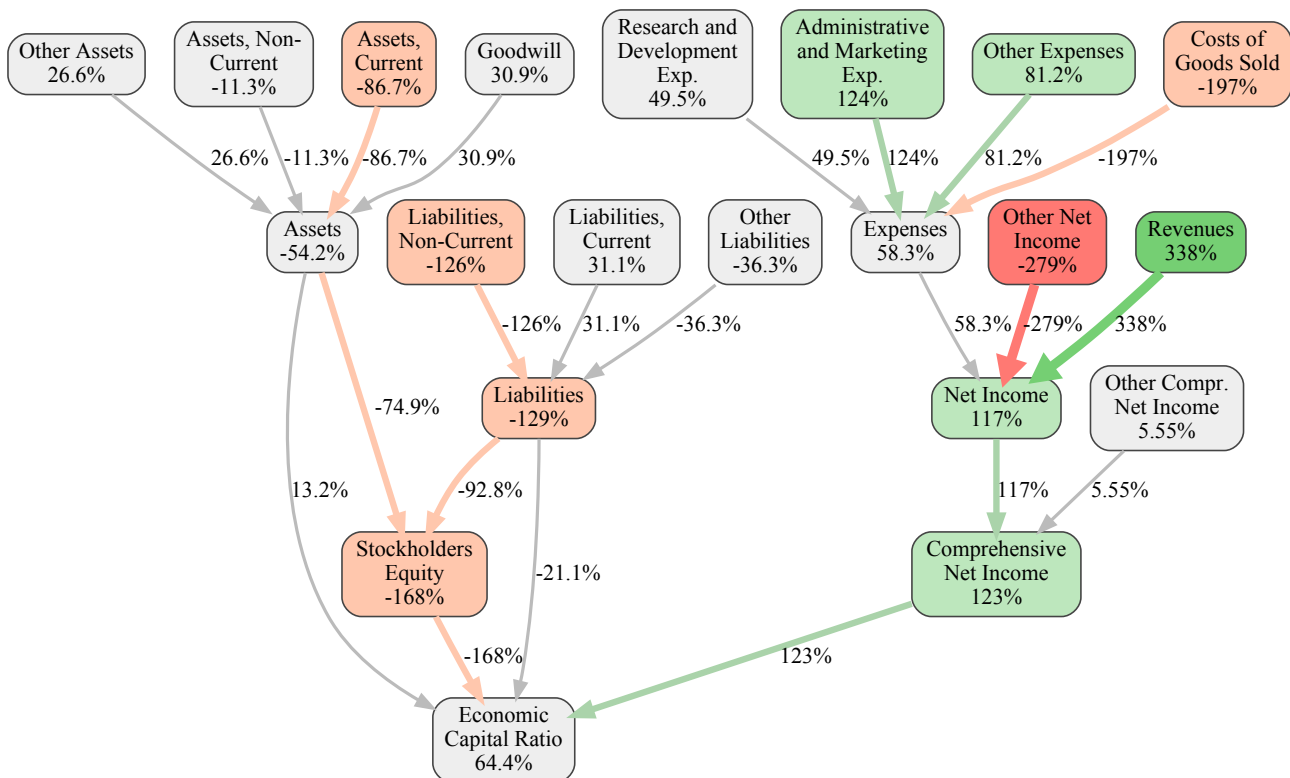 Other Assets
26.6%
Assets, Non-
Current
-11.3%
Assets,
Current
-86.7%
Goodwill
30.9%
Research and
Development
Exp.
49.5%
Administrative
and Marketing
Exp.
124%
Other Expenses
81.2%
Costs of
Goods Sold
-197%
26.6%
-11.3%
-86.7%
30.9%
49.5%
124%
81.2%
-197%
Assets
-54.2%
Liabilities,
Non-Current
-126%
Liabilities,
Current
31.1%
Other
Liabilities
-36.3%
Expenses
58.3%
Other Net
Income
-279%
Revenues
338%
-126%
31.1%
-36.3%
58.3%
-279%
338%
-74.9%
Liabilities
-129%
Net Income
117%
Other Compr.
Net Income
5.55%
13.2%
-92.8%
117%
5.55%
Stockholders
Equity
-168%
-21.1%
Comprehensive
Net Income
123%
-168%
123%
Economic
Capital Ratio
64.4%